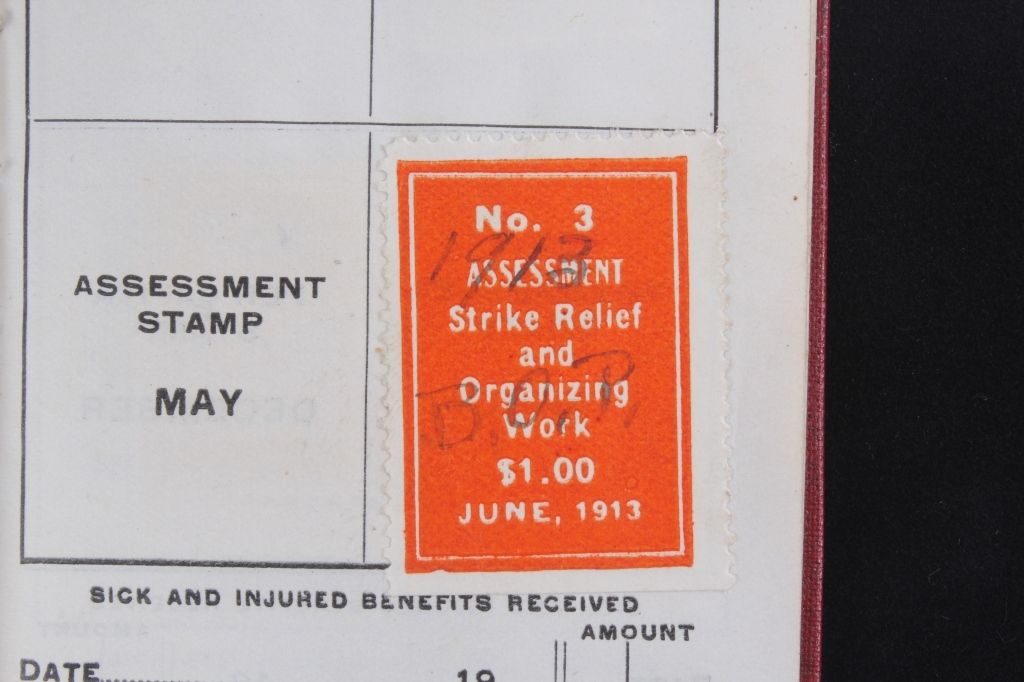 ASSESSMENT
STAMP
MAY
No. 3
1913
ASSESSMENT
Strike Relief
and
Organizing
Work
$1.00
JUNE, 1913
SICK AND INJURED BENEFITS RECEIVED
AMOUNT
DATE 19